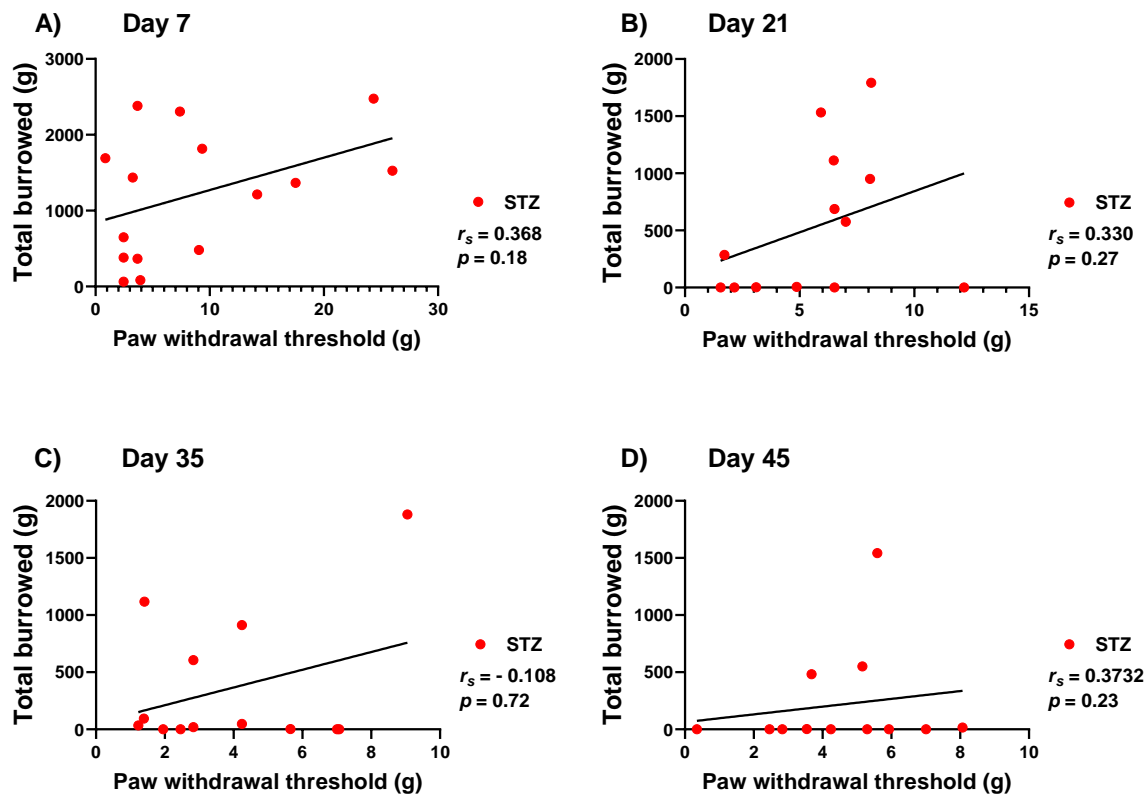 A) Day 7
Total burrowed (g)
3000
2000
1000
0
0 10 20 30
Paw withdrawal threshold (g)
STZ
rs = 0.368
p = 0.18
B) Day 21
Total burrowed (g)
2000
1500
1000
500
0
0 5 10 15
Paw withdrawal threshold (g)
STZ
rs = 0.330
p = 0.27
C) Day 35
Total burrowed (g)
2000
1500
1000
500
0
0 2 4 6 8 10
Paw withdrawal threshold (g)
STZ
rs = - 0.108
p = 0.72
D) Day 45
Total burrowed (g)
2000
1500
1000
500
0
0 2 4 6 8 10
Paw withdrawal threshold (g)
STZ
rs = 0.3732
p = 0.23